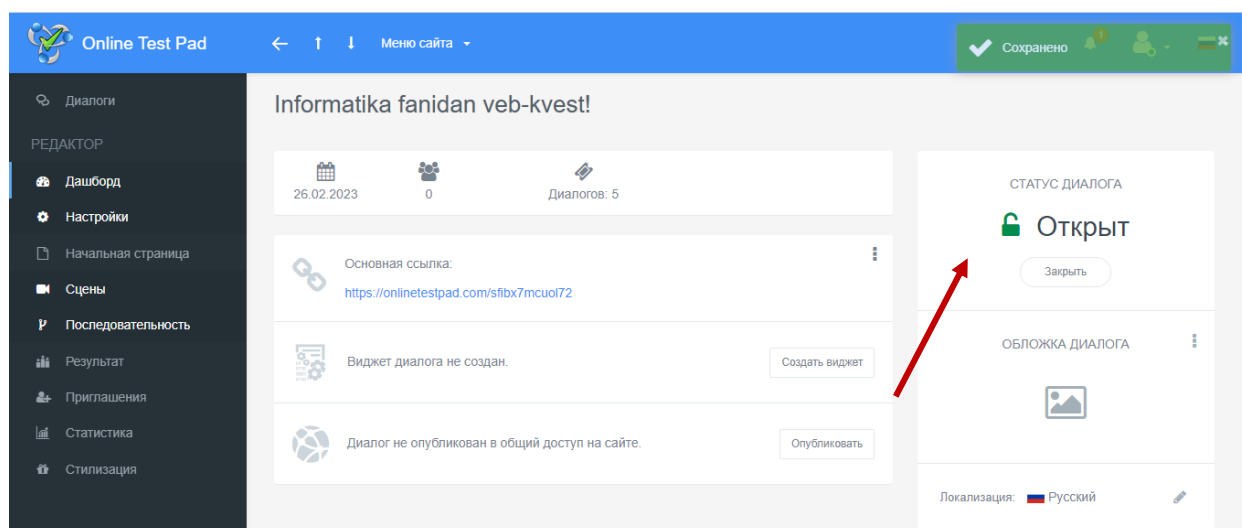 Online Test Pad
Меню сайта
Сохранено
1
Диалоги
РЕДАКТОР
Дашборд
Настройки
Начальная страница
Сцены
Последовательность
Результат
Приглашения
Статистика
Стилизация
Informatika fanidan veb-kvest!
26.02.2023
0
Диалогов: 5
Основная ссылка:
https://onlinetestpad.com/sfibx7mcuol72
Виджет диалога не создан.
Создать виджет
Диалог не опубликован в общий доступ на сайте.
Опубликовать
СТАТУС ДИАЛОГА
Открыт
Закрыть
ОБЛОЖКА ДИАЛОГА
Локализация: Русский